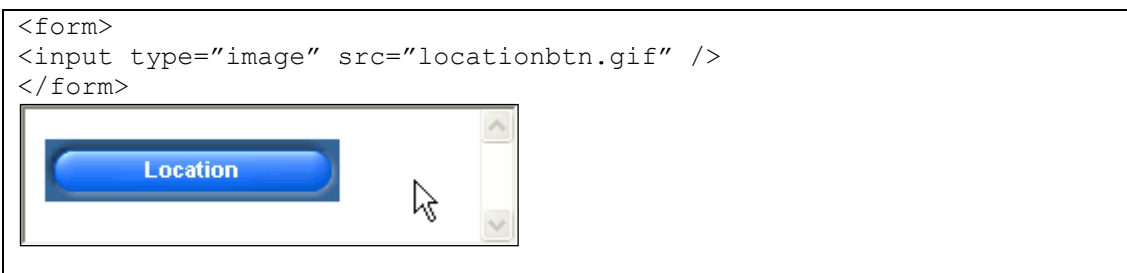 <form>
<input type=”image” src=”locationbtn.gif” />
</form>
Location